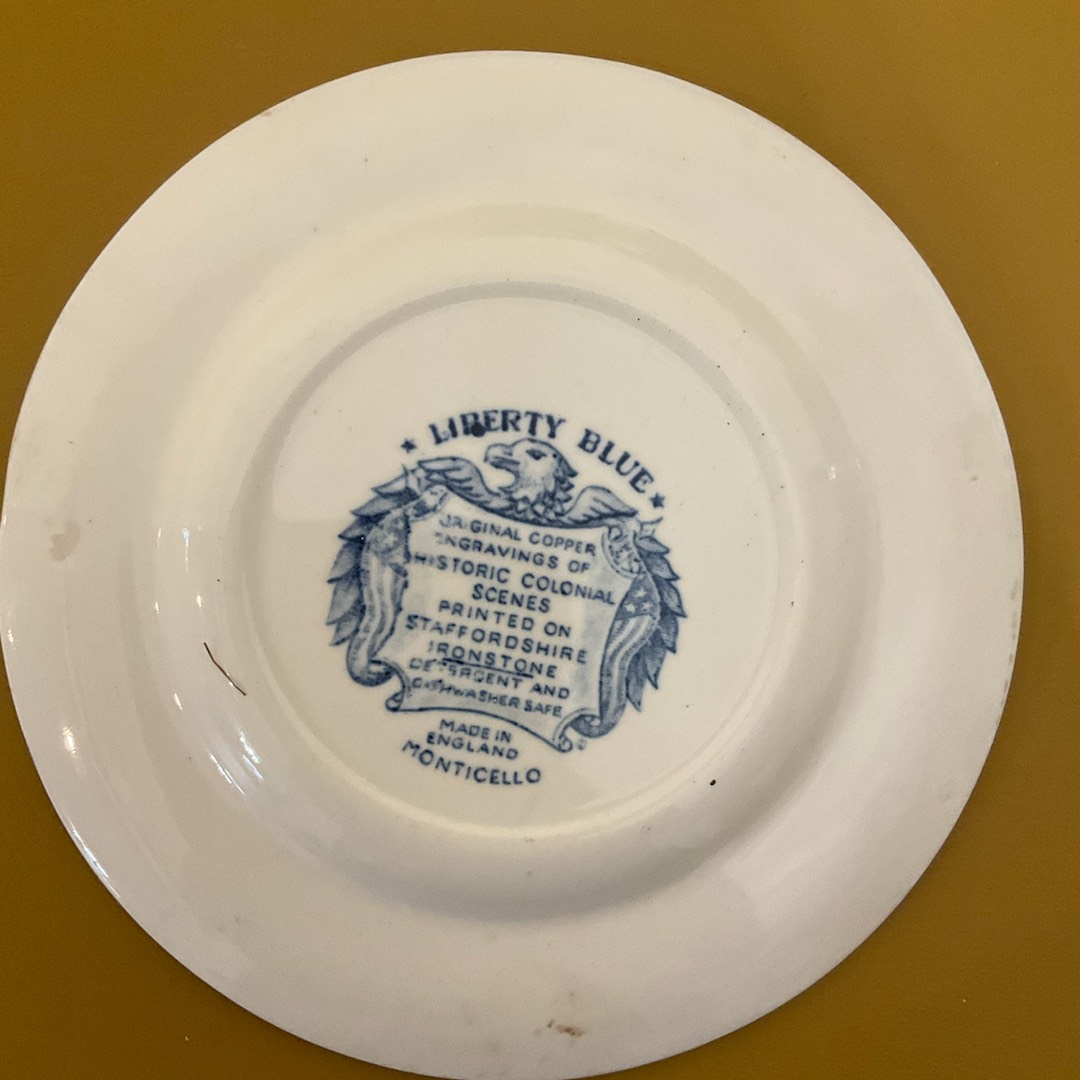 ★ LIBERTY BLUE ★
ORIGINAL COPPER
ENGRAVINGS OF
HISTORIC COLONIAL
SCENES
PRINTED ON
STAFFORDSHIRE
IRONSTONE
DETERGENT AND
DISHWASHER SAFE
MADE IN
ENGLAND
MONTICELLO